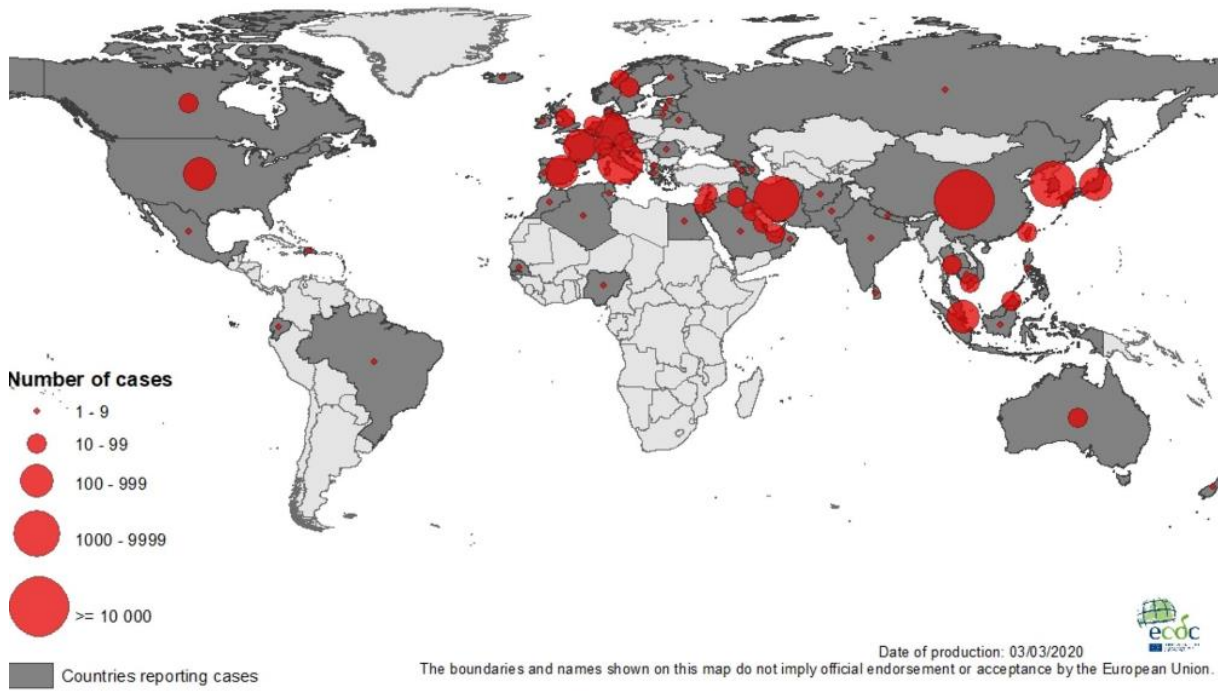 Number of cases
1 - 9
10 - 99
100 - 999
1000 - 9999
>= 10 000
Countries reporting cases
ecdc
Date of production: 03/03/2020
The boundaries and names shown on this map do not imply official endorsement or acceptance by the European Union.